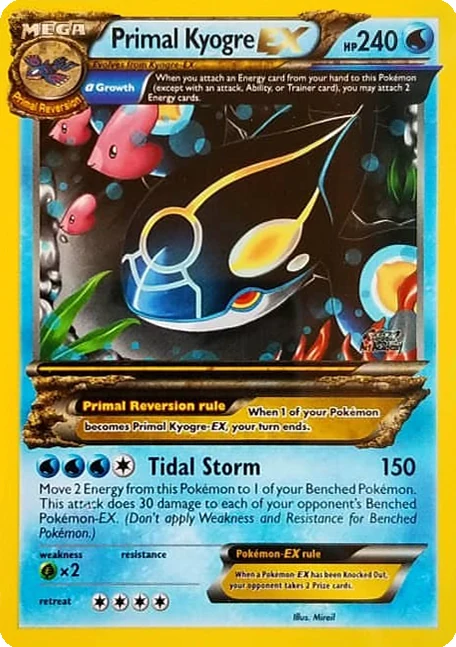 MEGA
Primal Kyogre EX
HP240
Evolves from Kyogre-EX
Primal Reversion
α Growth
When you attach an Energy card from your hand to this Pokémon
(except with an attack, Ability, or Trainer card), you may attach 2
Energy cards.
Primal Reversion rule
When 1 of your Pokémon
becomes Primal Kyogre-EX, your turn ends.
Tidal Storm 150
Move 2 Energy from this Pokémon to 1 of your Benched Pokémon.
This attack does 30 damage to each of your opponent's Benched
Pokémon-EX. (Don't apply Weakness and Resistance for Benched
Pokémon.)
weakness resistance
×2
Pokémon-EX rule
When a Pokémon-EX has been Knocked Out,
your opponent takes 2 Prize cards.
retreat
Illus. Mireil